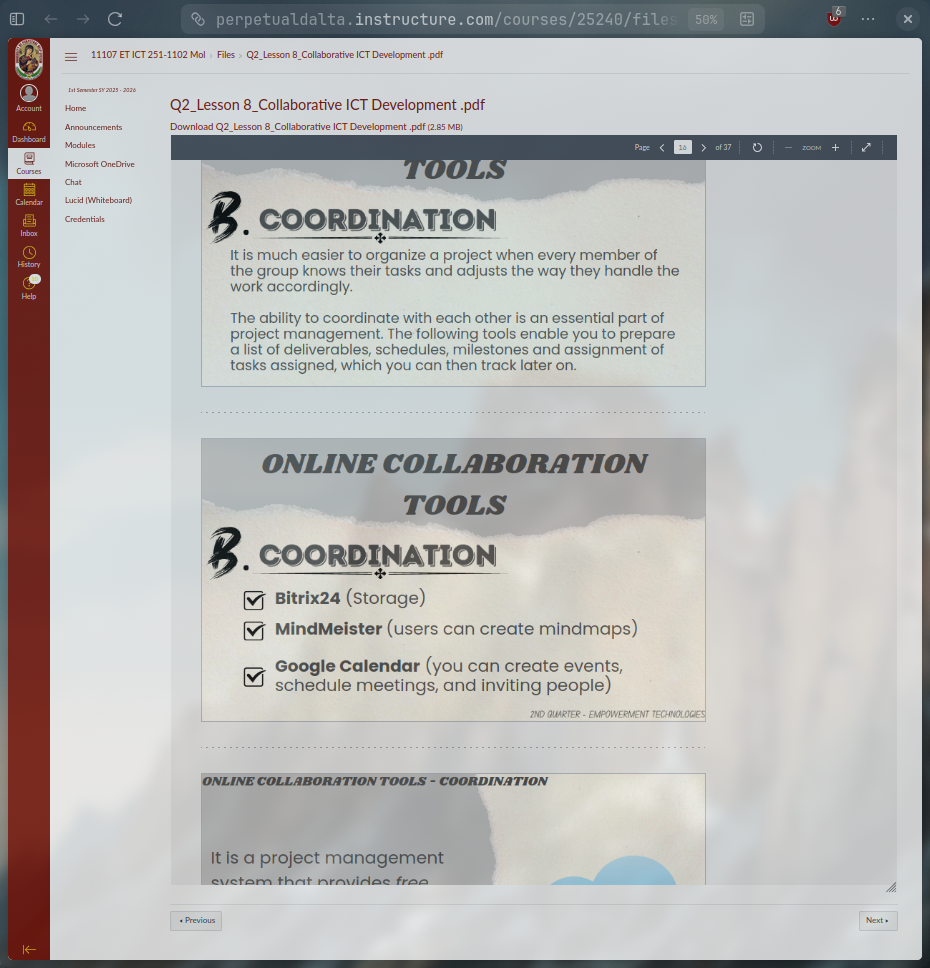 perpetualdalta.instructure.com/courses/25240/files
50%
6
11107 ET ICT 251-1102 Mol
Files
Q2_Lesson 8_Collaborative ICT Development .pdf
1st Semester SY 2025 - 2026
Home
Announcements
Modules
Microsoft OneDrive
Chat
Lucid (Whiteboard)
Credentials
Account
Dashboard
Courses
Calendar
Inbox
History
Help
Q2_Lesson 8_Collaborative ICT Development .pdf
Download Q2_Lesson 8_Collaborative ICT Development .pdf (2.85 MB)
Page 16 of 37
ZOOM
TOOLS
B. COORDINATION
It is much easier to organize a project when every member of
the group knows their tasks and adjusts the way they handle the
work accordingly.
The ability to coordinate with each other is an essential part of
project management. The following tools enable you to prepare
a list of deliverables, schedules, milestones and assignment of
tasks assigned, which you can then track later on.
ONLINE COLLABORATION
TOOLS
B. COORDINATION
Bitrix24 (Storage)
MindMeister (users can create mindmaps)
Google Calendar (you can create events,
schedule meetings, and inviting people)
2ND QUARTER - EMPOWERMENT TECHNOLOGIES
ONLINE COLLABORATION TOOLS - COORDINATION
It is a project management
system that provides free
Previous
Next